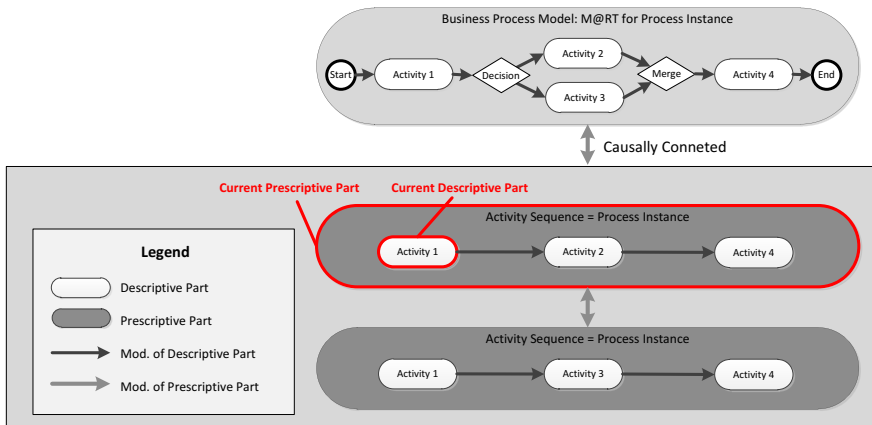 Business Process Model: M@RT for Process Instance
Start
Activity 1
Decision
Activity 2
Activity 3
Merge
Activity 4
End
Causally Conneted
Current Prescriptive Part
Current Descriptive Part
Activity Sequence = Process Instance
Activity 1
Activity 2
Activity 4
Legend
Descriptive Part
Prescriptive Part
Mod. of Descriptive Part
Mod. of Prescriptive Part
Activity Sequence = Process Instance
Activity 1
Activity 3
Activity 4